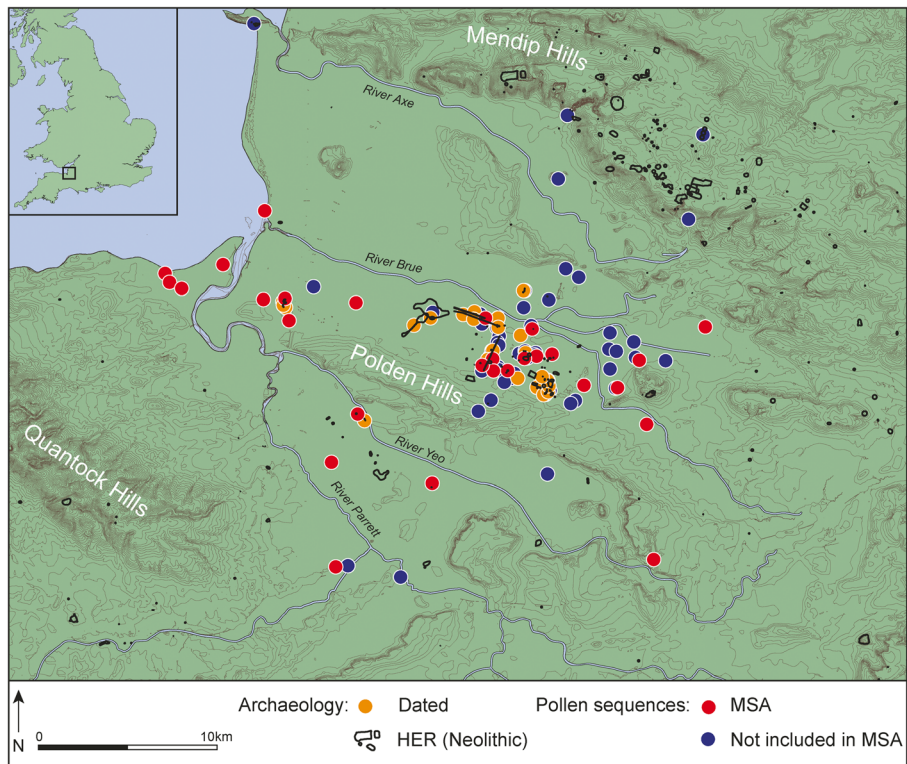 Mendip Hills
River Axe
River Brue
Polden Hills
River Yeo
Quantock Hills
River Parrett
Archaeology: Dated Pollen sequences: MSA
HER (Neolithic) Not included in MSA
N
0 10km